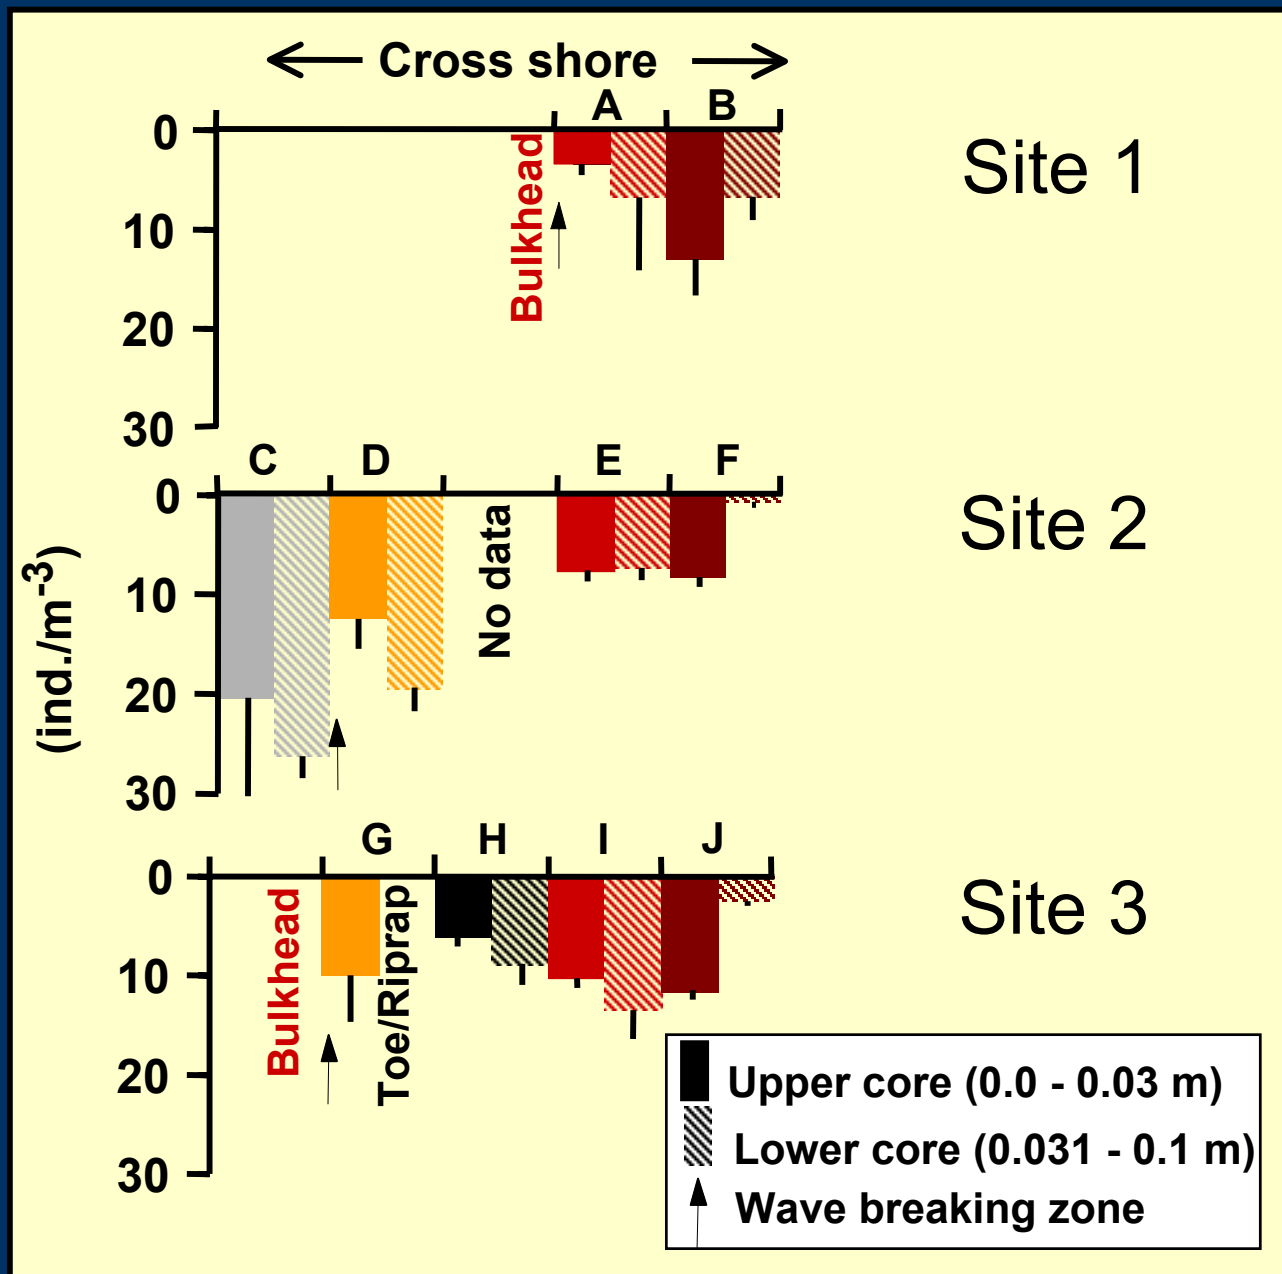 Cross shore
A B
0
10
20
30
Bulkhead
Site 1
C D E F
0
10
20
30
No data
Site 2
(ind./m-3)
G H I J
0
10
20
30
Bulkhead
Toe/Riprap
Site 3
Upper core (0.0 - 0.03 m)
Lower core (0.031 - 0.1 m)
Wave breaking zone